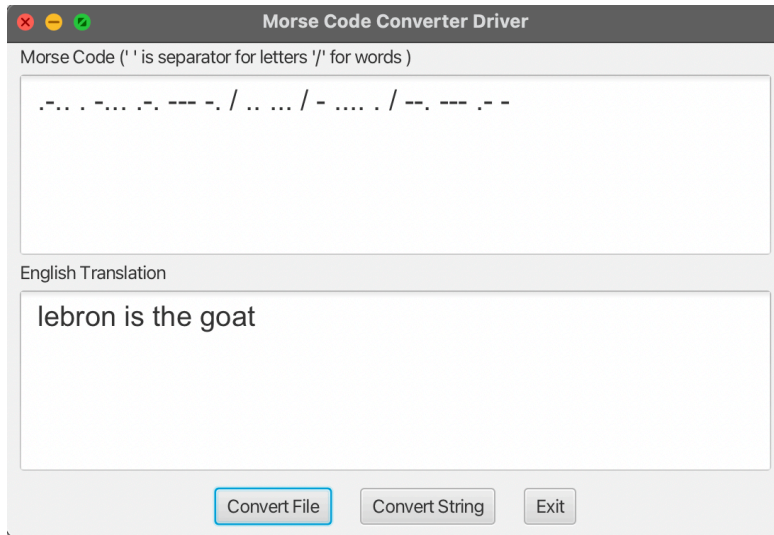 Morse Code Converter Driver
Morse Code (' ' is separator for letters '/' for words )
.-.. . -... .-. --- -. / .. ... / - .... . / --. --- .- -
English Translation
lebron is the goat
Convert File Convert String Exit